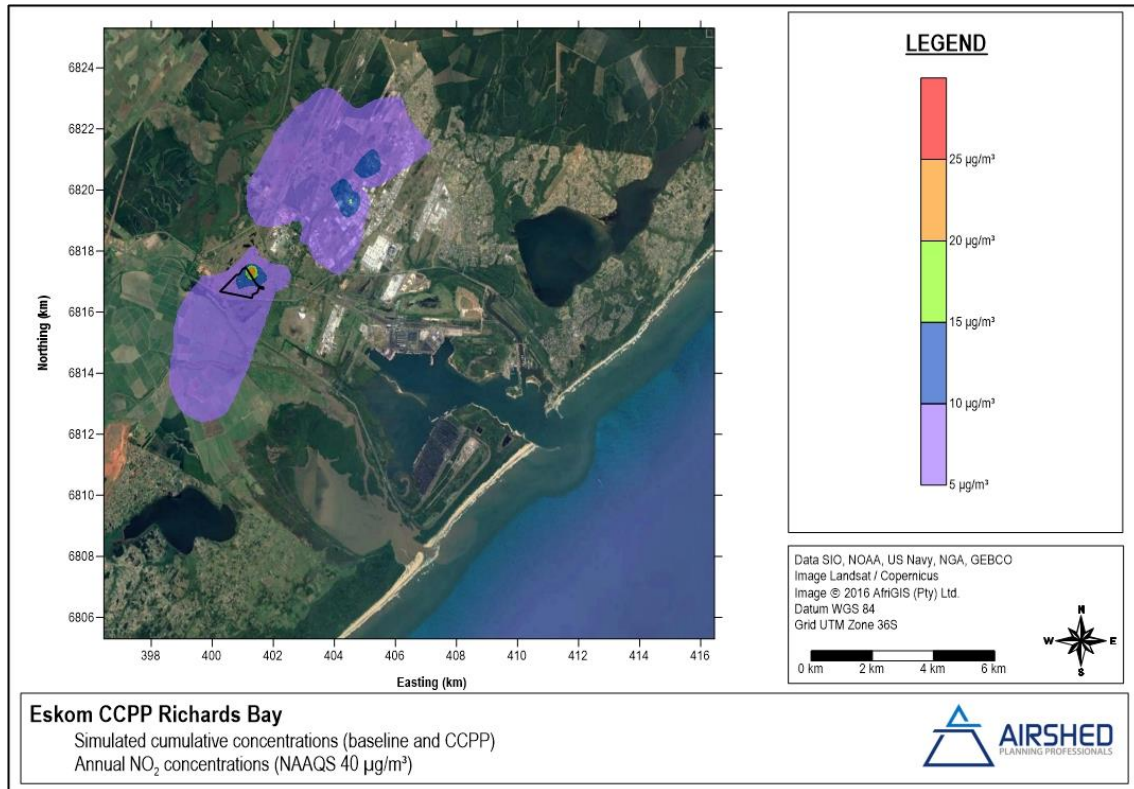 6824
6822
6820
6818
6816
6814
6812
6810
6808
6806
Northing (km)
398 400 402 404 406 408 410 412 414 416
Easting (km)
LEGEND
25 µg/m³
20 µg/m³
15 µg/m³
10 µg/m³
5 µg/m³
Data SIO, NOAA, US Navy, NGA, GEBCO
Image Landsat / Copernicus
Image © 2016 AfriGIS (Pty) Ltd.
Datum WGS 84
Grid UTM Zone 36S
N
W E
S
0 km 2 km 4 km 6 km
Eskom CCPP Richards Bay
Simulated cumulative concentrations (baseline and CCPP)
Annual NO₂ concentrations (NAAQS 40 µg/m³)
AIRSHED
PLANNING PROFESSIONALS